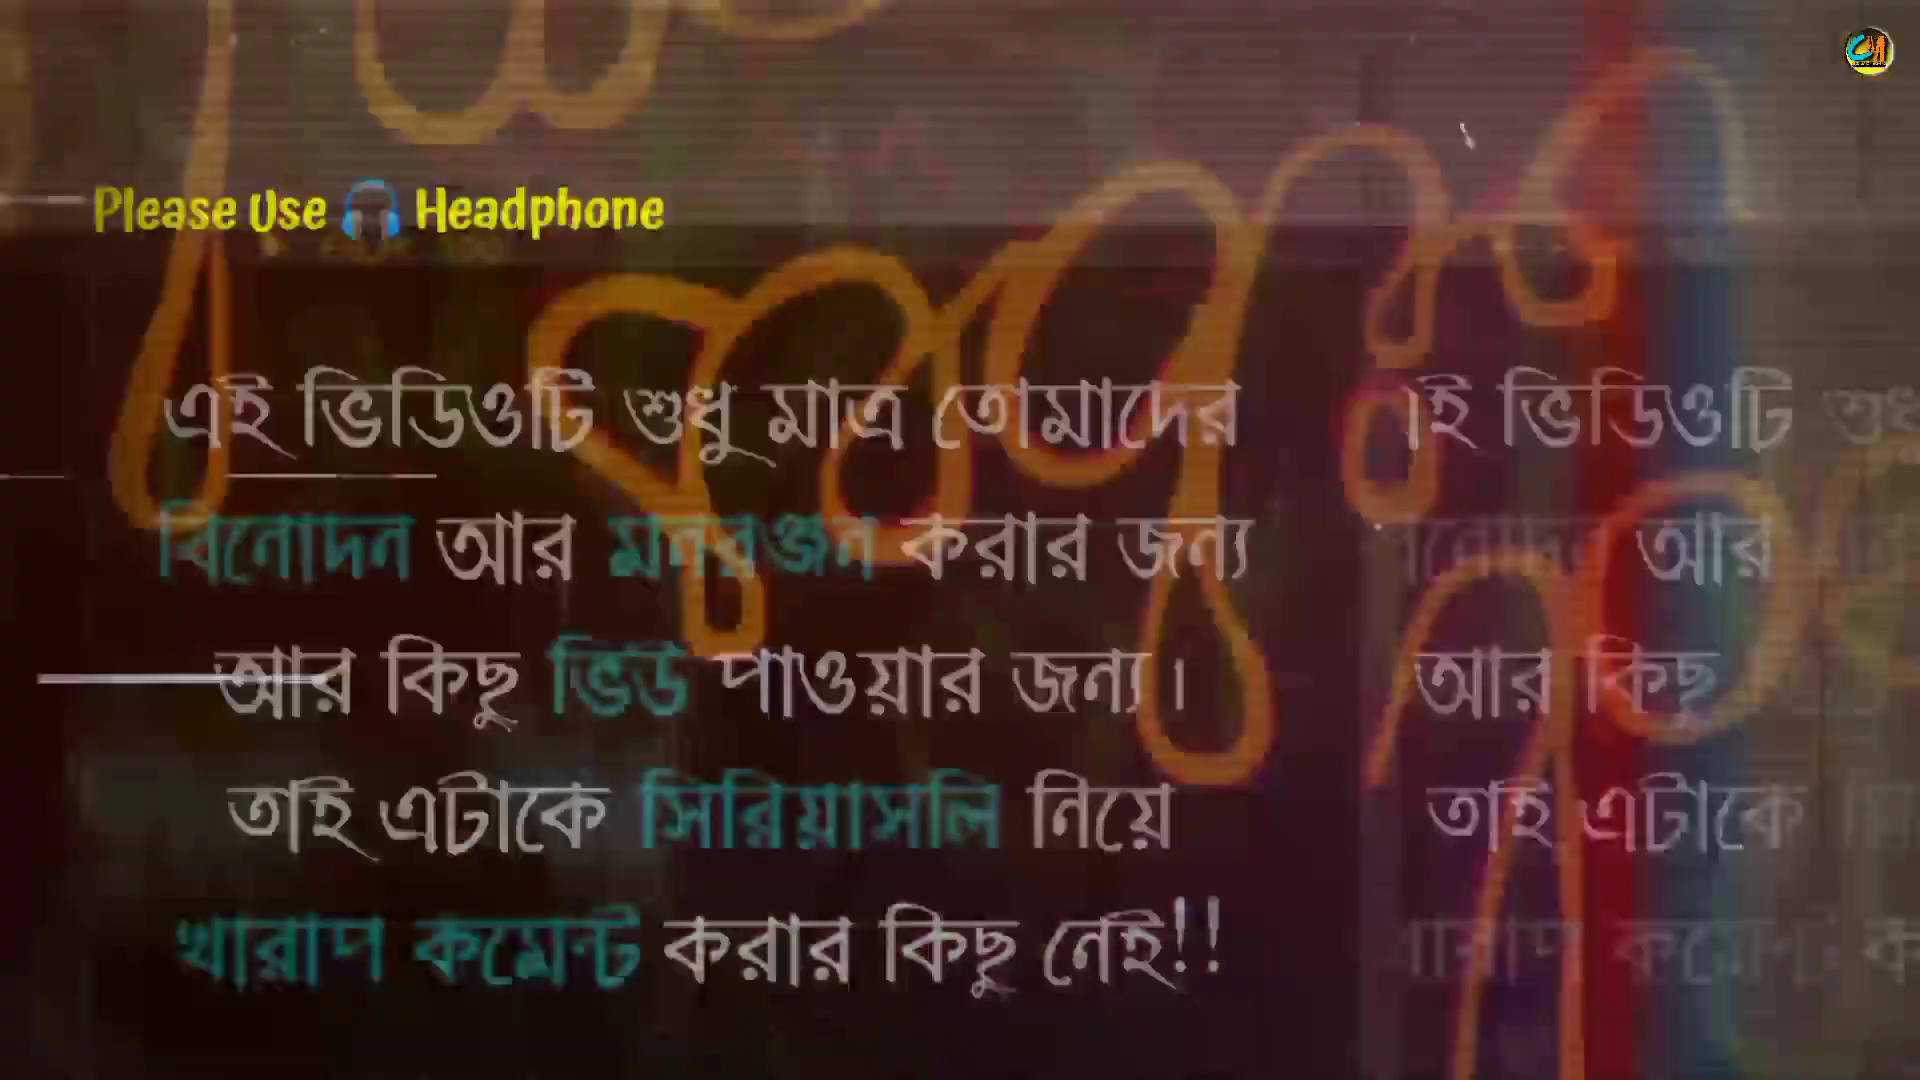 Please Use 🎧 Headphone
এই ভিডিওটি শুধু মাত্র তোমাদের
বিনোদন আর মনরঞ্জন করার জন্য
আর কিছু ভিউ পাওয়ার জন্য।
তাই এটাকে সিরিয়াসলি নিয়ে
খারাপ কমেন্ট করার কিছু নেই!!